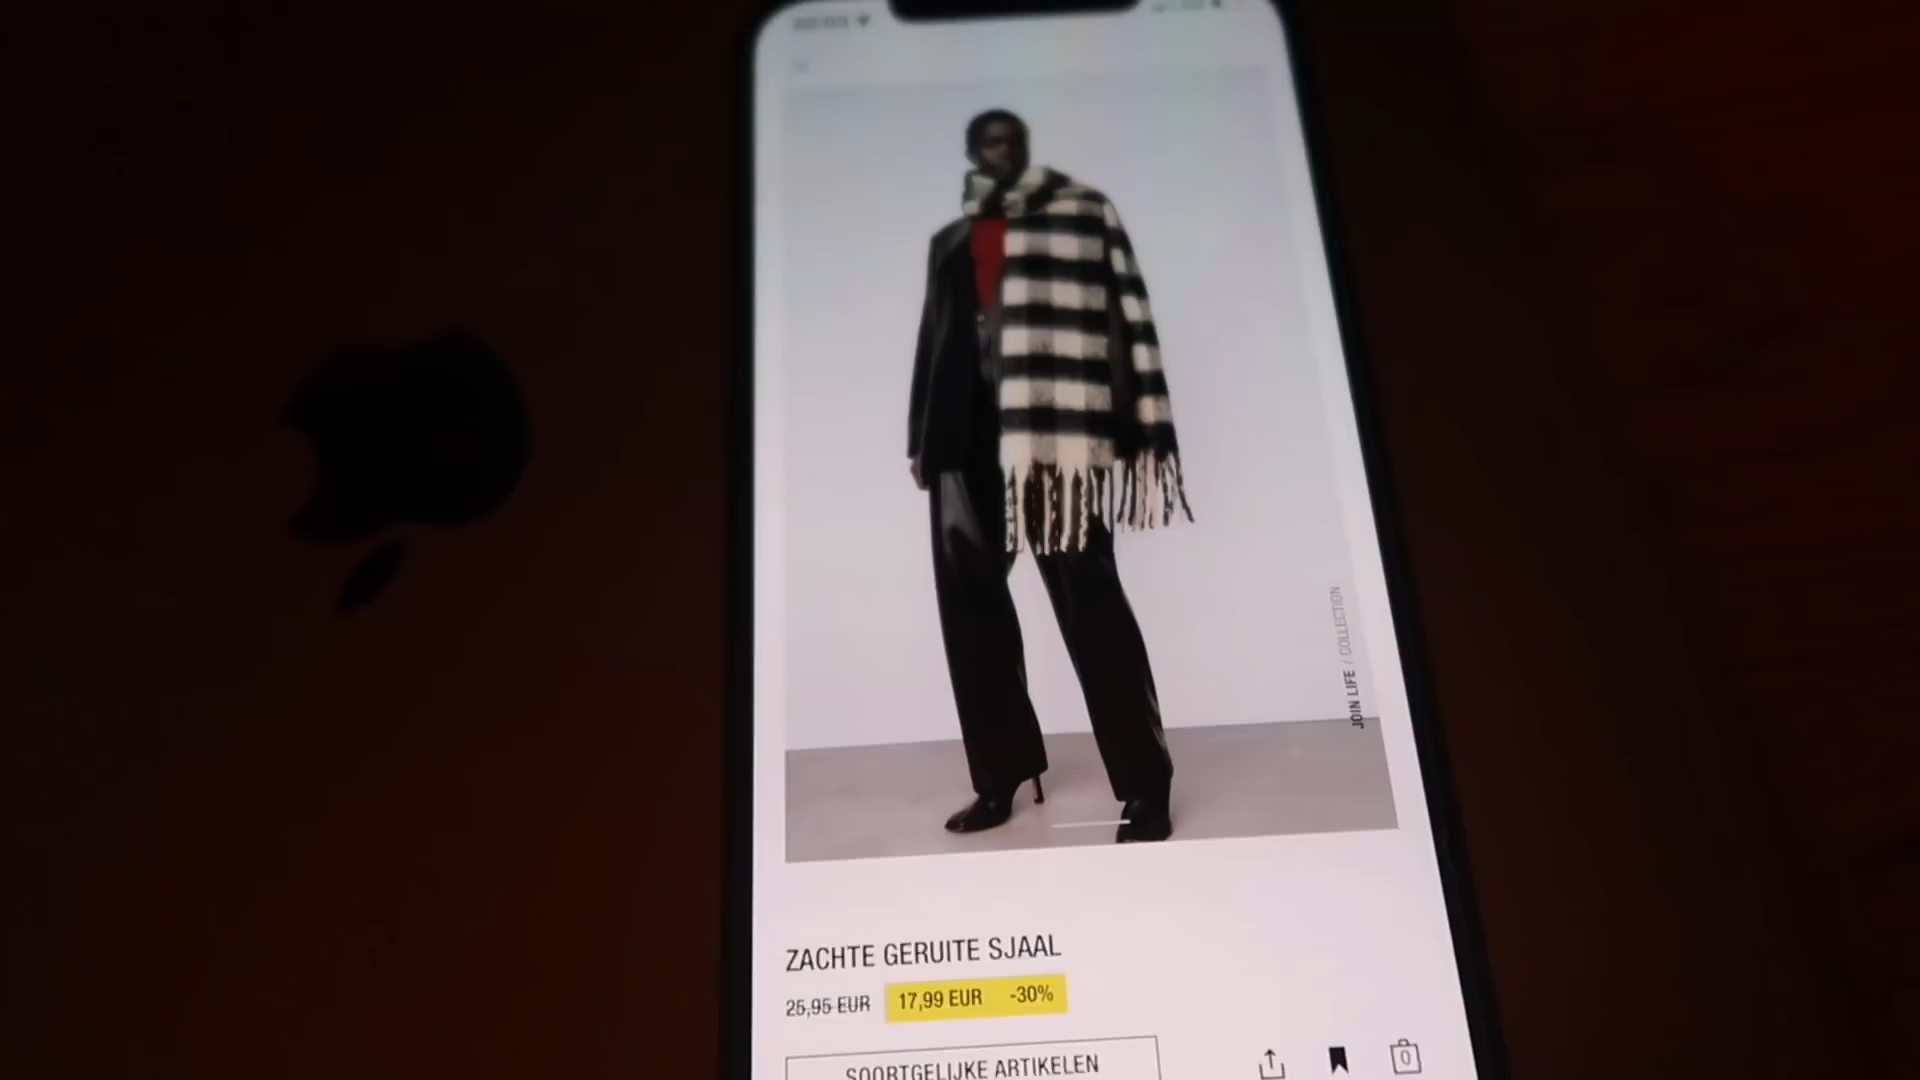 JOIN LIFE / COLLECTION
ZACHTE GERUITE SJAAL
25,95 EUR 17,99 EUR -30%
SOORTGELIJKE ARTIKELEN
0